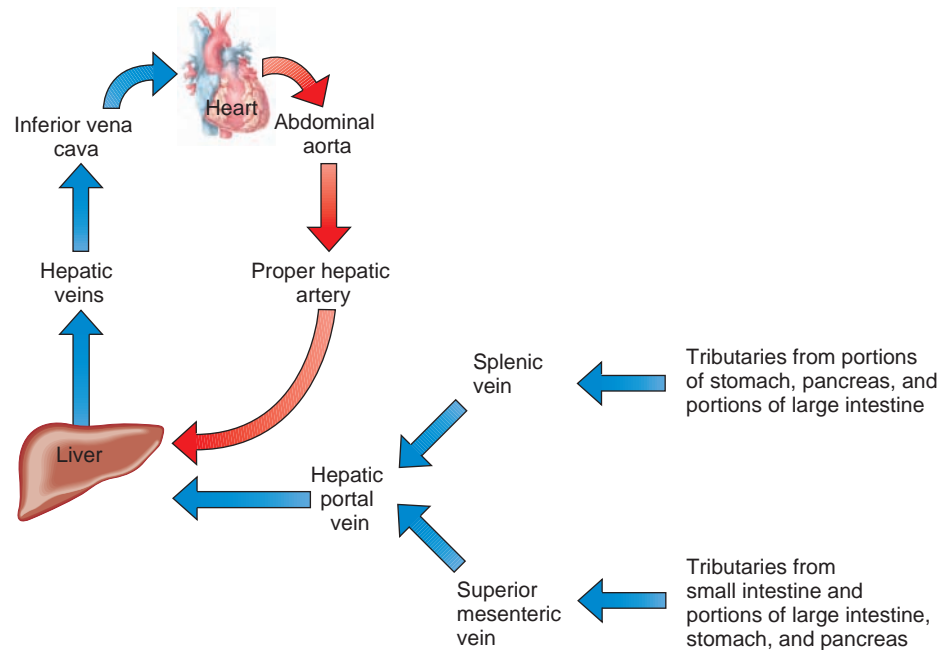 Heart
Inferior vena
cava
Abdominal
aorta
Hepatic
veins
Proper hepatic
artery
Splenic
vein
Tributaries from portions
of stomach, pancreas, and
portions of large intestine
Liver
Hepatic
portal
vein
Superior
mesenteric
vein
Tributaries from
small intestine and
portions of large intestine,
stomach, and pancreas